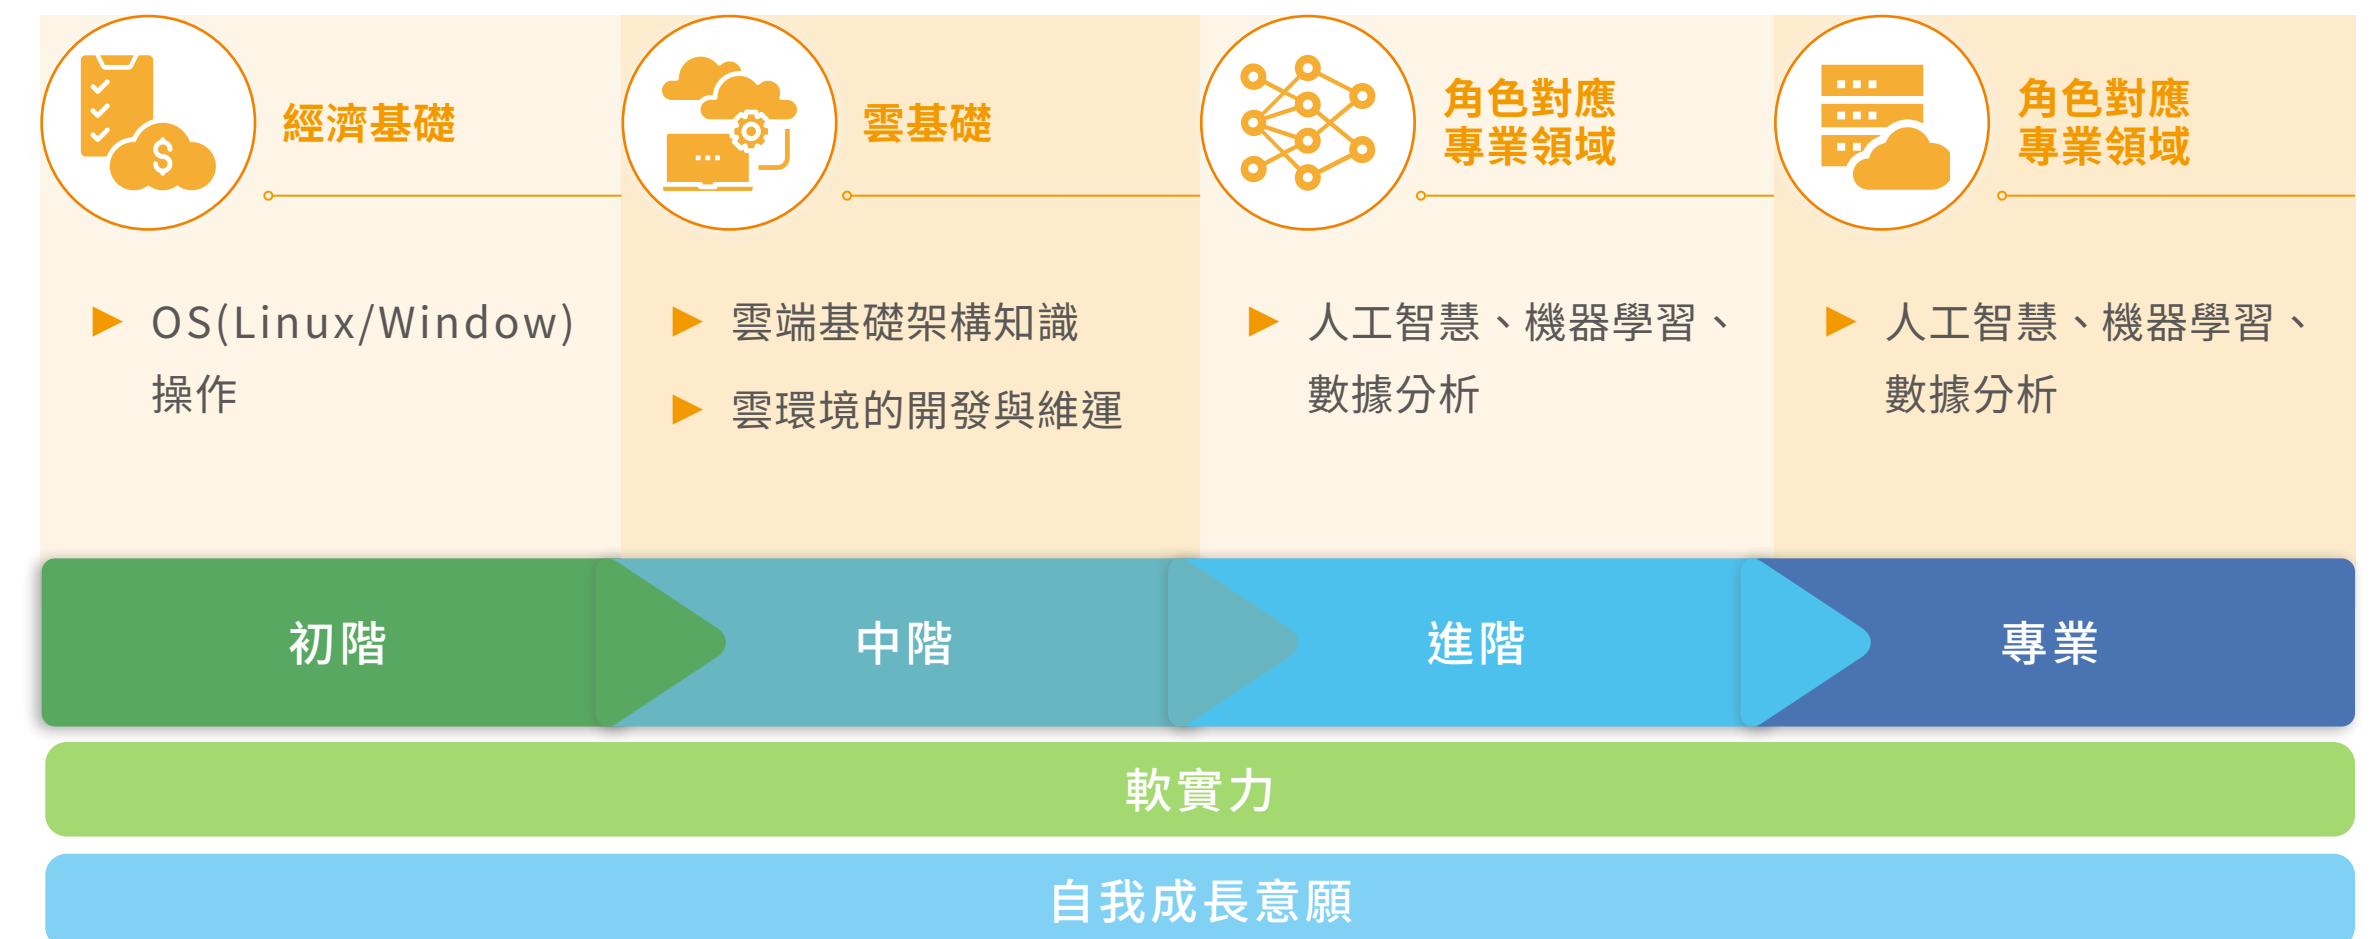 經濟基礎
OS(Linux/Window)
操作
雲基礎
雲端基礎架構知識
雲環境的開發與維運
角色對應
專業領域
人工智慧、機器學習、
數據分析
角色對應
專業領域
人工智慧、機器學習、
數據分析
初階
中階
進階
專業
軟實力
自我成長意願